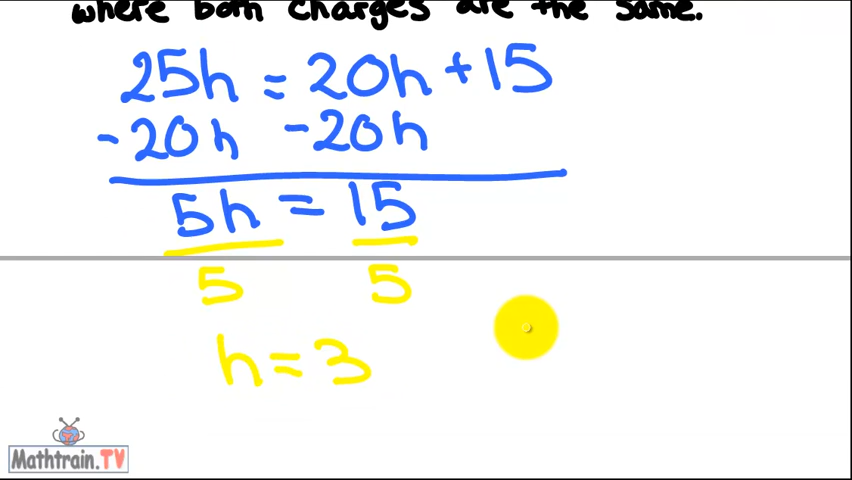 where both charges are the same.
25h = 20h + 15
-20h -20h
5h = 15
5 5
h = 3
Mathtrain.TV